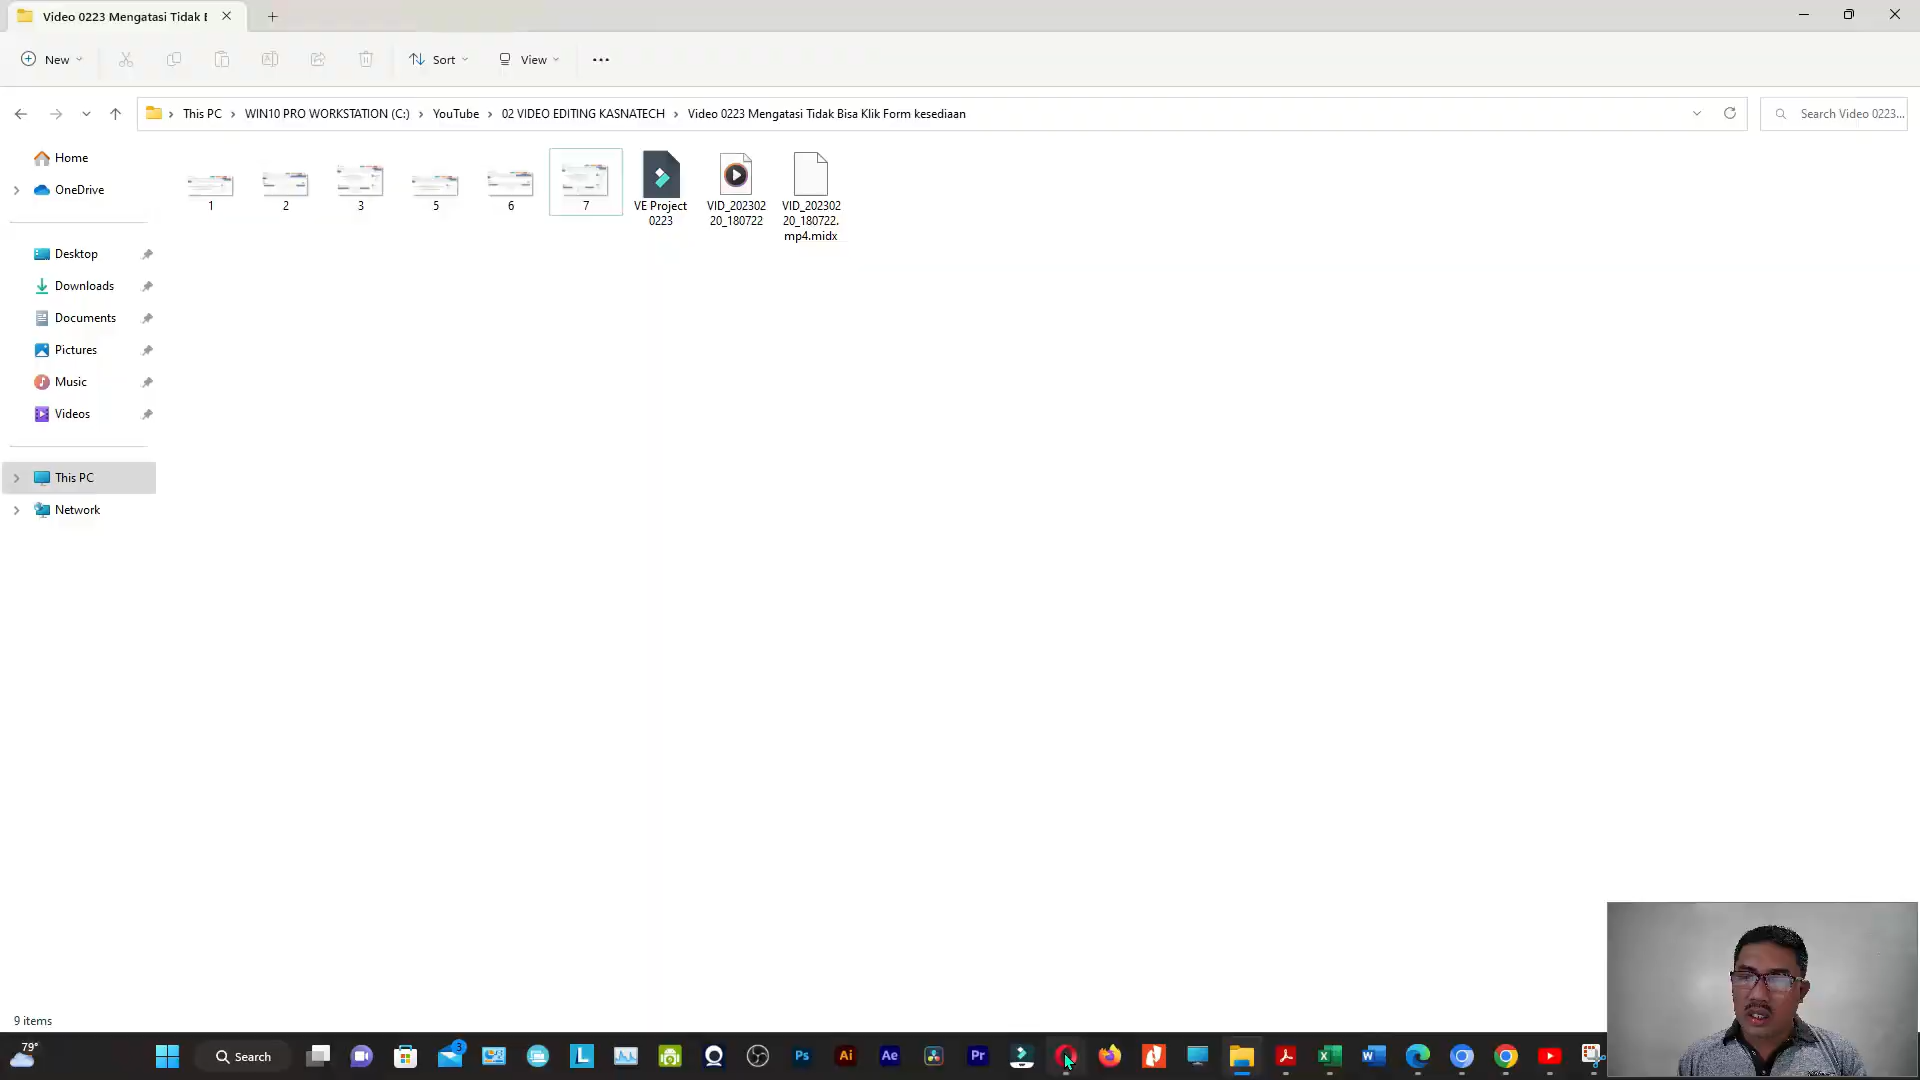 Video 0223 Mengatasi Tidak B
New
Sort
View
This PC
WIN10 PRO WORKSTATION (C:)
YouTube
02 VIDEO EDITING KASNATECH
Video 0223 Mengatasi Tidak Bisa Klik Form kesediaan
Search Video 0223...
Home
OneDrive
Desktop
Downloads
Documents
Pictures
Music
Videos
This PC
Network
1
2
3
5
6
7
VE Project
0223
VID_202302
20_180722
VID_202302
20_180722.
mp4.midx
9 items
79°
Search
3
L
Ps
Ai
Ae
Pr